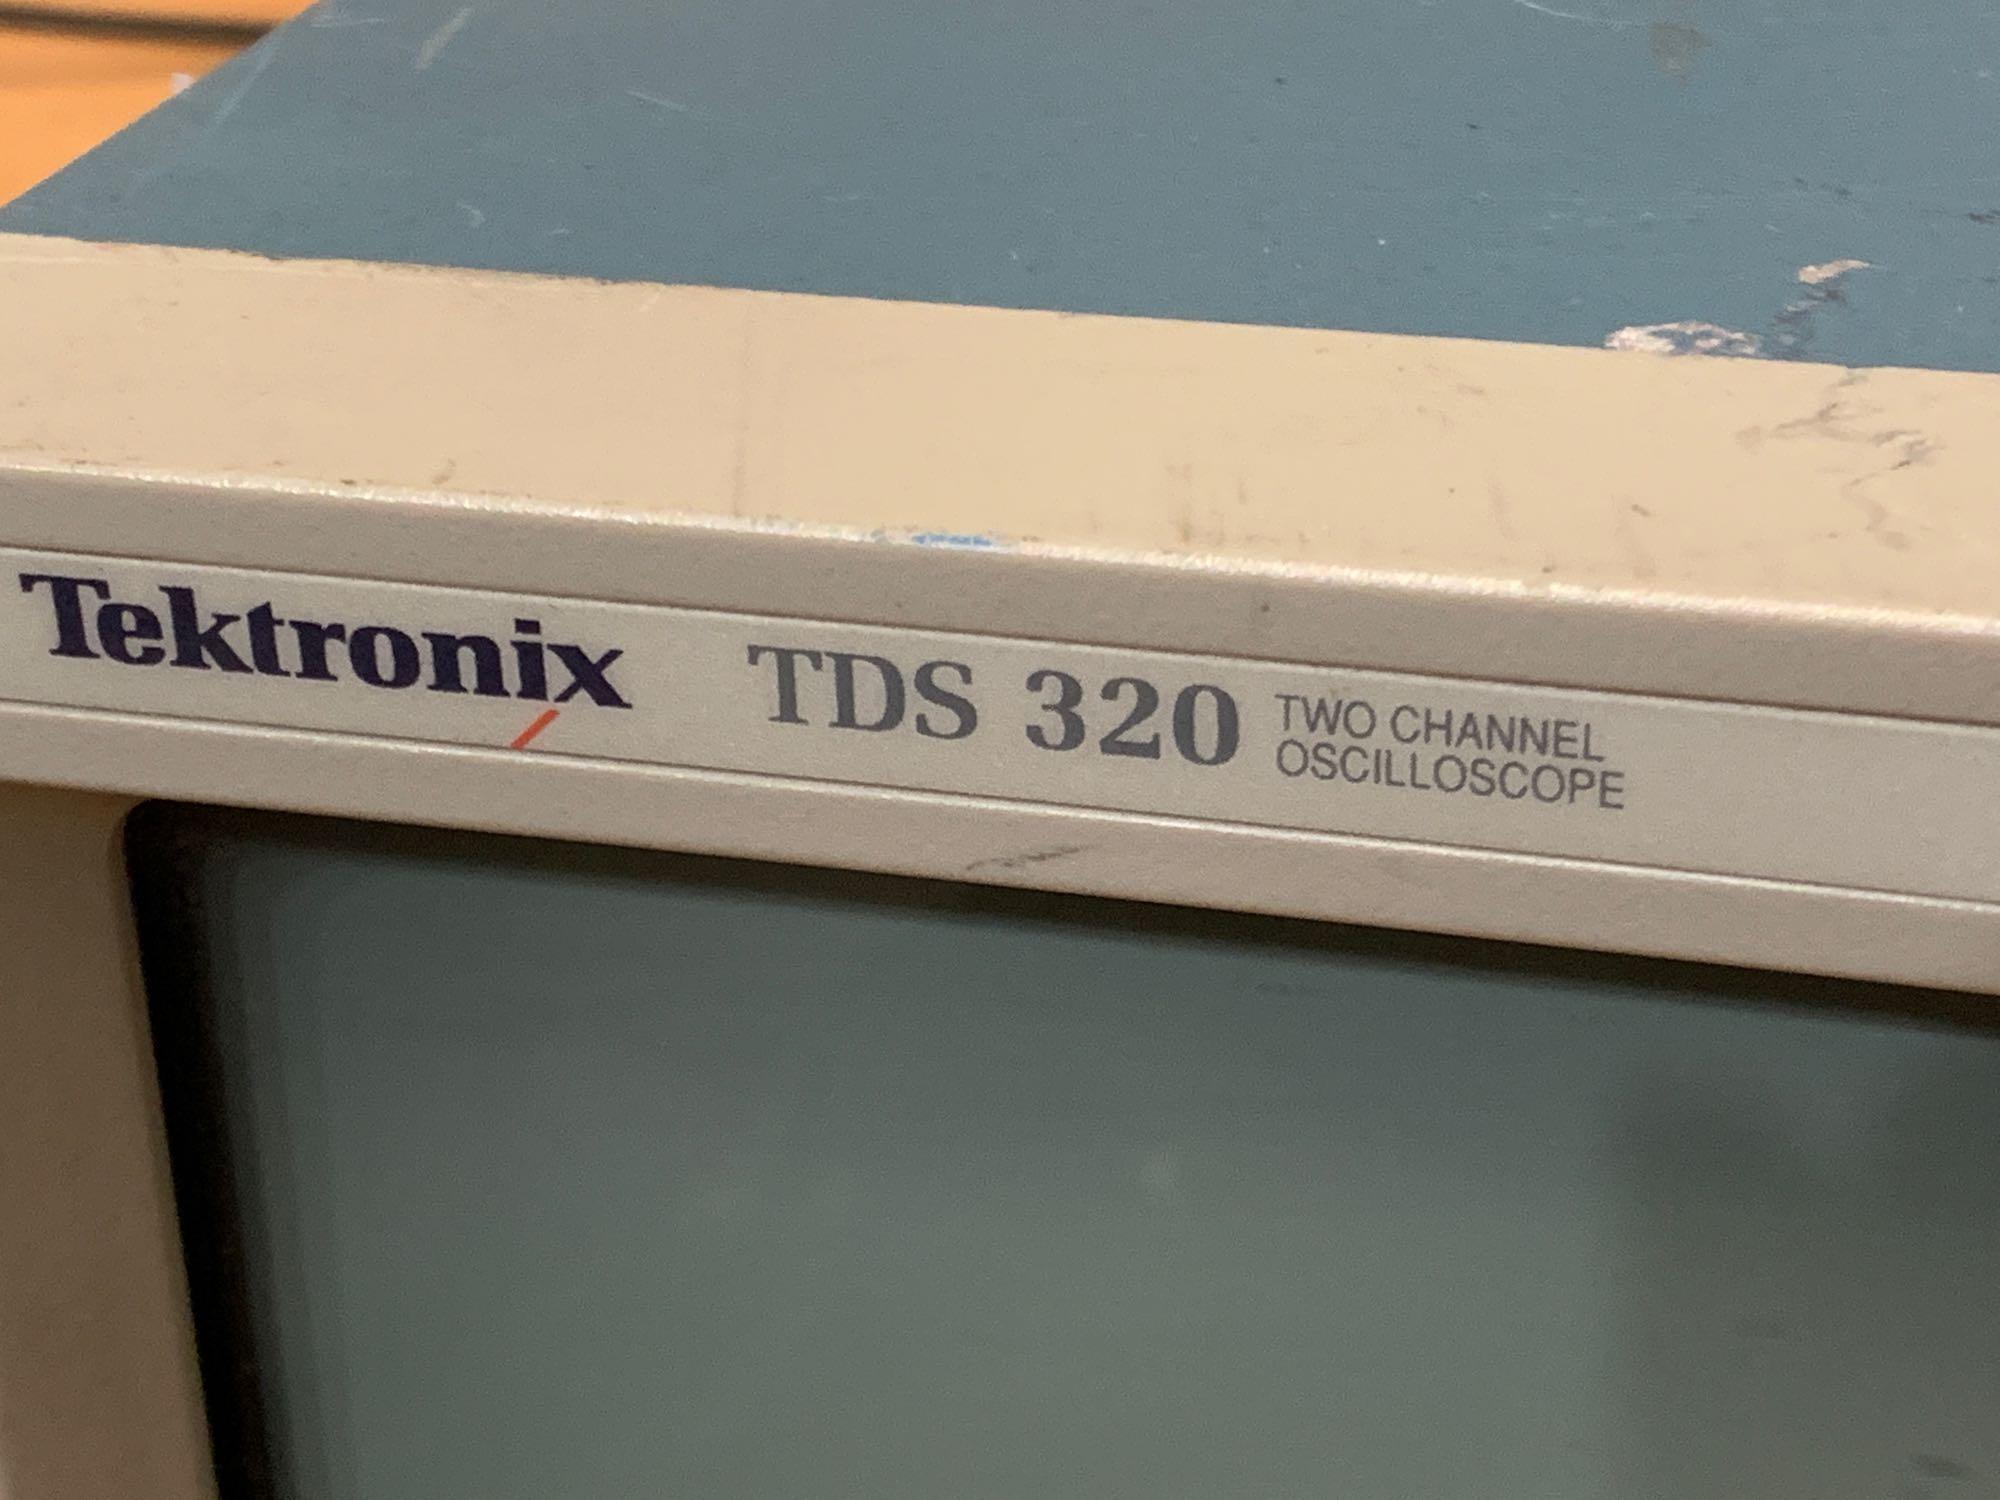 Tektronix TDS 320 TWO CHANNEL
OSCILLOSCOPE